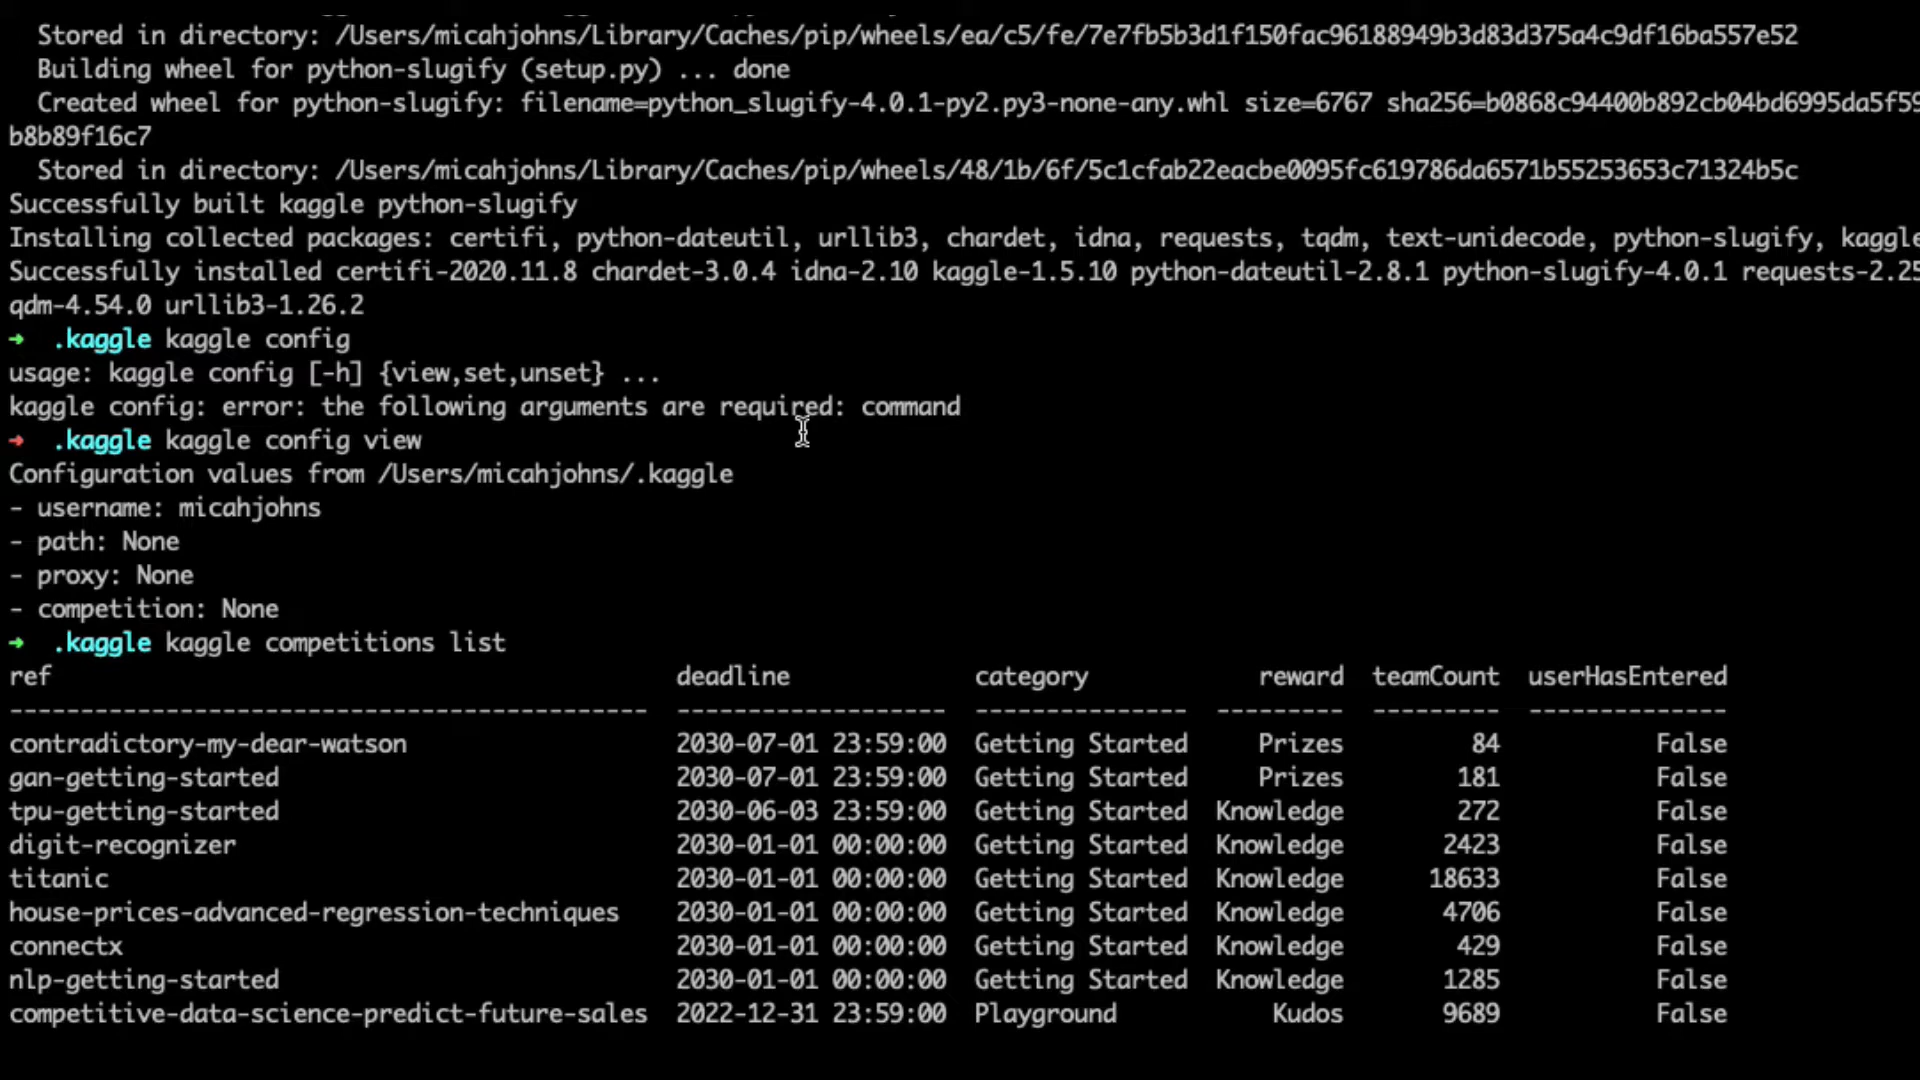 Stored in directory: /Users/micahjohns/Library/Caches/pip/wheels/ea/c5/fe/7e7fb5b3d1f150fac96188949b3d83d375a4c9df16ba557e52
Building wheel for python-slugify (setup.py) ... done
Created wheel for python-slugify: filename=python_slugify-4.0.1-py2.py3-none-any.whl size=6767 sha256=b0868c94400b892cb04bd6995da5f59
b8b89f16c7
Stored in directory: /Users/micahjohns/Library/Caches/pip/wheels/48/1b/6f/5c1cfab22eacbe0095fc619786da6571b55253653c71324b5c
Successfully built kaggle python-slugify
Installing collected packages: certifi, python-dateutil, urllib3, chardet, idna, requests, tqdm, text-unidecode, python-slugify, kaggle
Successfully installed certifi-2020.11.8 chardet-3.0.4 idna-2.10 kaggle-1.5.10 python-dateutil-2.8.1 python-slugify-4.0.1 requests-2.25
qdm-4.54.0 urllib3-1.26.2
➜ .kaggle kaggle config
usage: kaggle config [-h] {view,set,unset} ...
kaggle config: error: the following arguments are required: command
➜ .kaggle kaggle config view
Configuration values from /Users/micahjohns/.kaggle
- username: micahjohns
- path: None
- proxy: None
- competition: None
➜ .kaggle kaggle competitions list
ref deadline category reward teamCount userHasEntered
--------------------------------------------- ------------------- --------------- --------- --------- --------------
contradictory-my-dear-watson 2030-07-01 23:59:00 Getting Started Prizes 84 False
gan-getting-started 2030-07-01 23:59:00 Getting Started Prizes 181 False
tpu-getting-started 2030-06-03 23:59:00 Getting Started Knowledge 272 False
digit-recognizer 2030-01-01 00:00:00 Getting Started Knowledge 2423 False
titanic 2030-01-01 00:00:00 Getting Started Knowledge 18633 False
house-prices-advanced-regression-techniques 2030-01-01 00:00:00 Getting Started Knowledge 4706 False
connectx 2030-01-01 00:00:00 Getting Started Knowledge 429 False
nlp-getting-started 2030-01-01 00:00:00 Getting Started Knowledge 1285 False
competitive-data-science-predict-future-sales 2022-12-31 23:59:00 Playground Kudos 9689 False